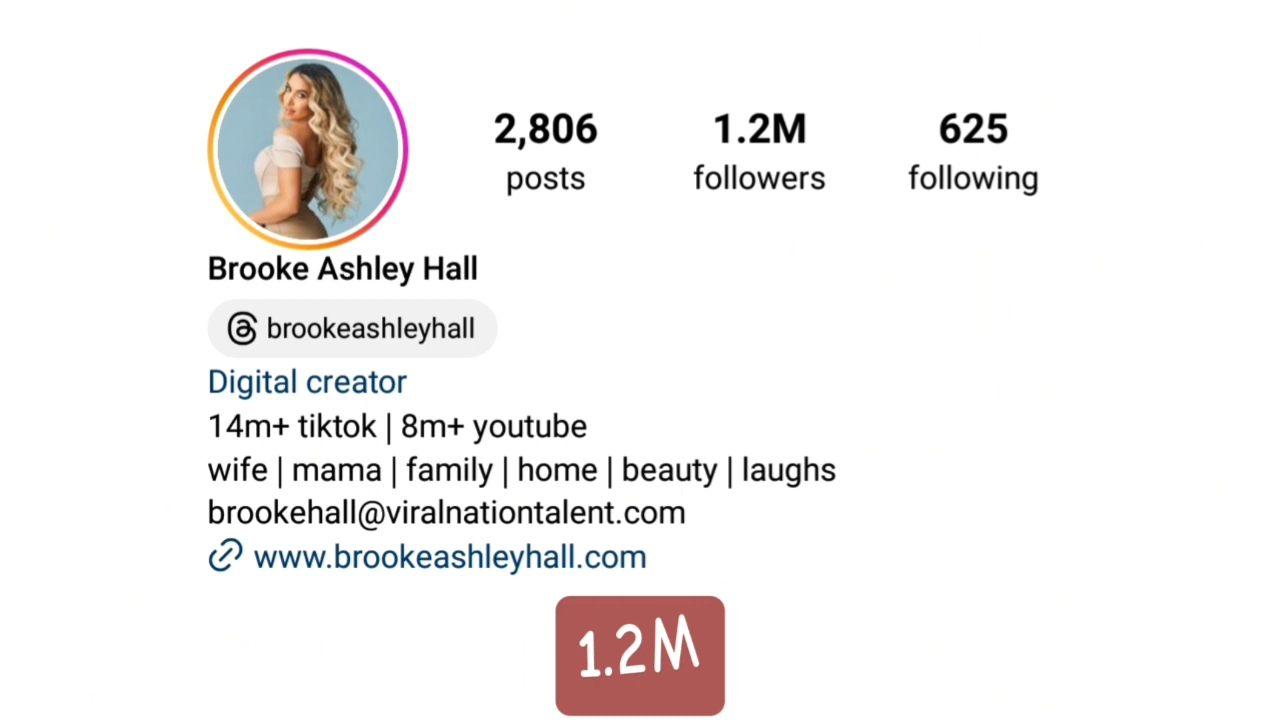 2,806 1.2M 625
posts followers following
Brooke Ashley Hall
brookeashleyhall
Digital creator
14m+ tiktok | 8m+ youtube
wife | mama | family | home | beauty | laughs
brookehall@viralnationtalent.com
www.brookeashleyhall.com
1.2M